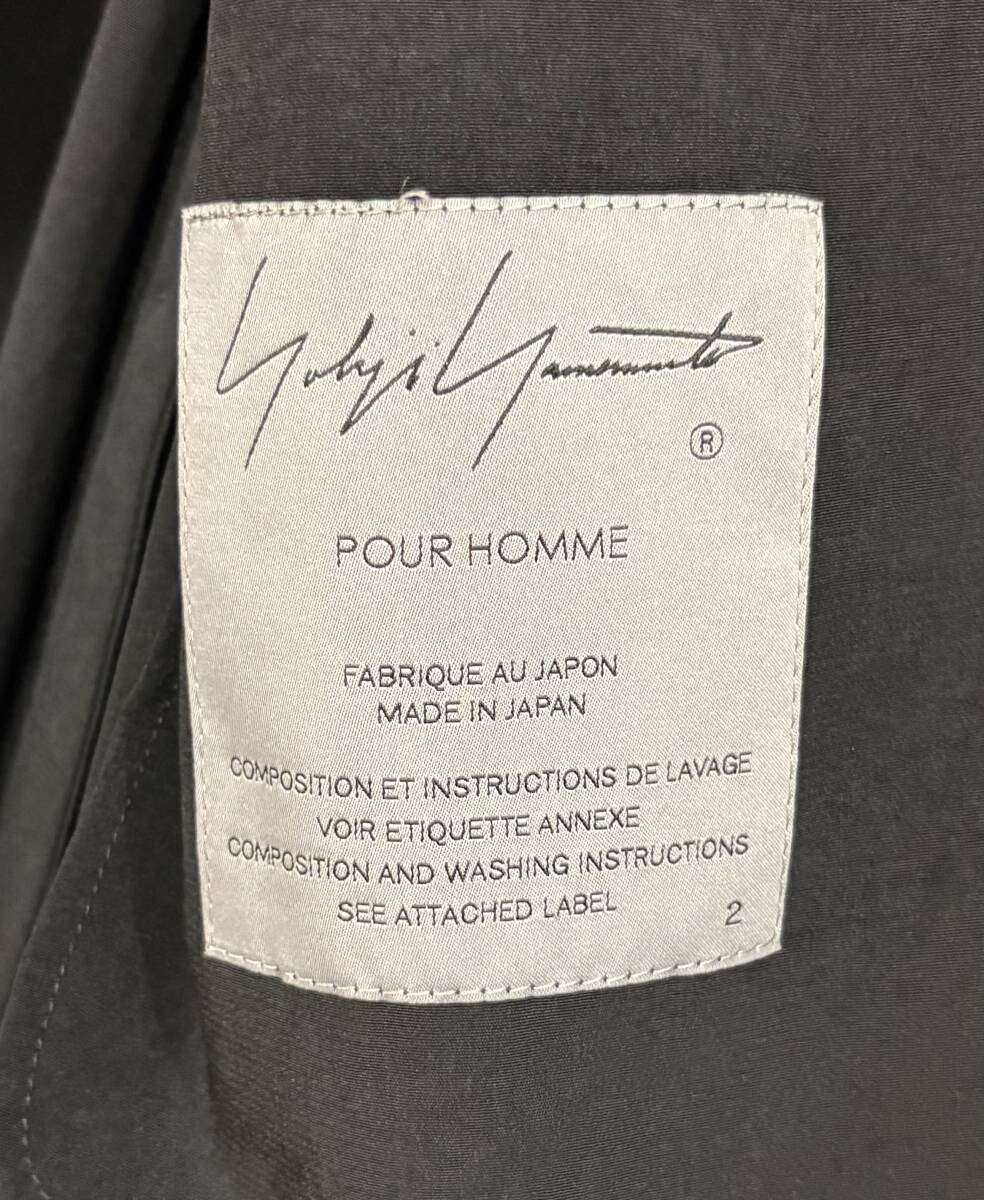 Yohji Yamamoto
®
POUR HOMME
FABRIQUE AU JAPON
MADE IN JAPAN
COMPOSITION ET INSTRUCTIONS DE LAVAGE
VOIR ETIQUETTE ANNEXE
COMPOSITION AND WASHING INSTRUCTIONS
SEE ATTACHED LABEL 2